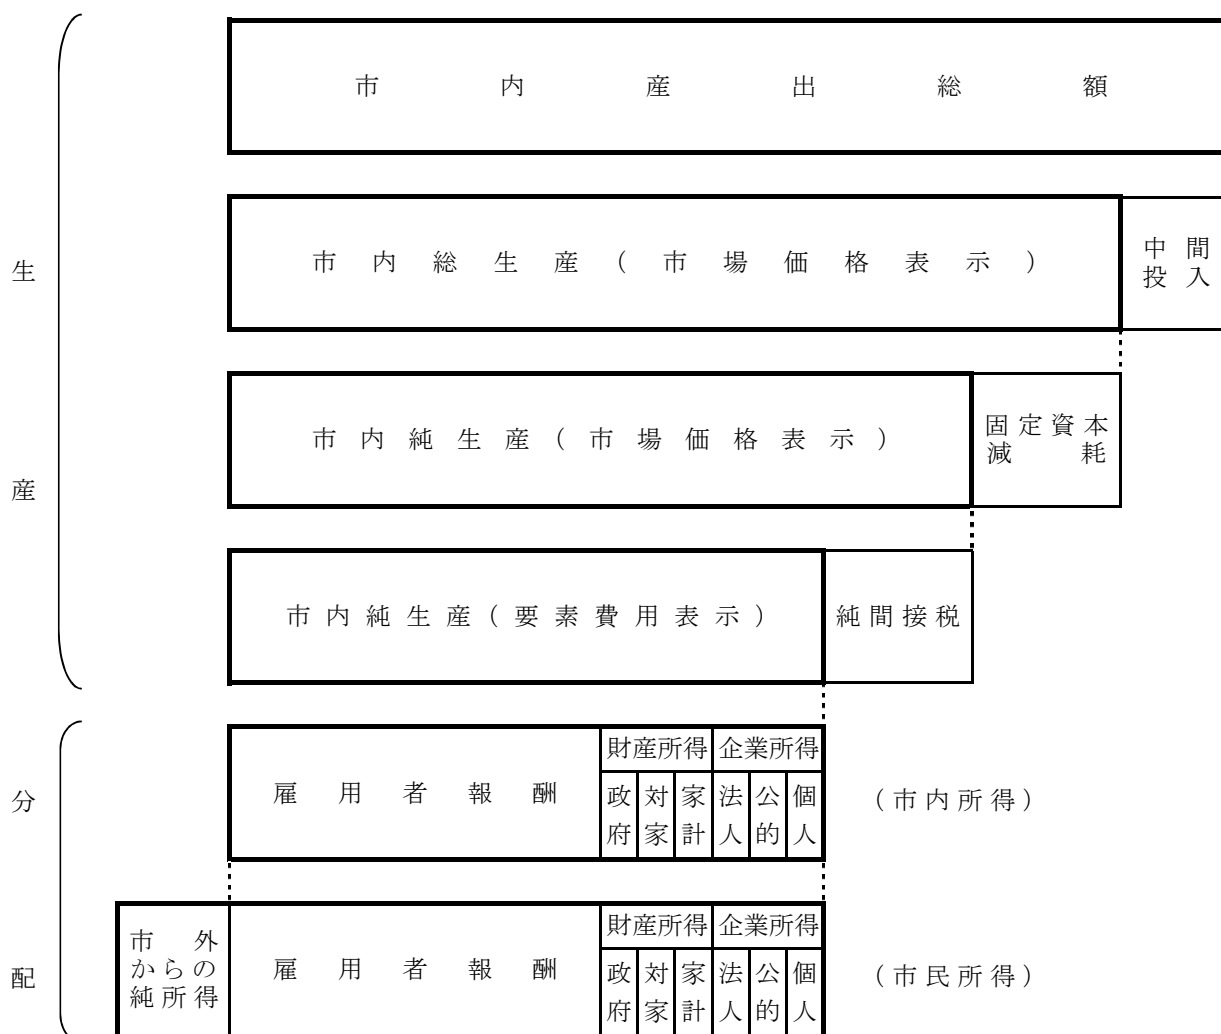 市内産出総額
生産
市内総生産(市場価格表示)
中間
投入
市内純生産(市場価格表示)
固定資本
減耗
市内純生産(要素費用表示)
純間接税
分配
雇用者報酬
財産所得
企業所得
政府
対家
家計
法人
公的
個人
(市内所得)
市外
からの
純所得
雇用者報酬
財産所得
企業所得
政府
対家
家計
法人
公的
個人
(市民所得)